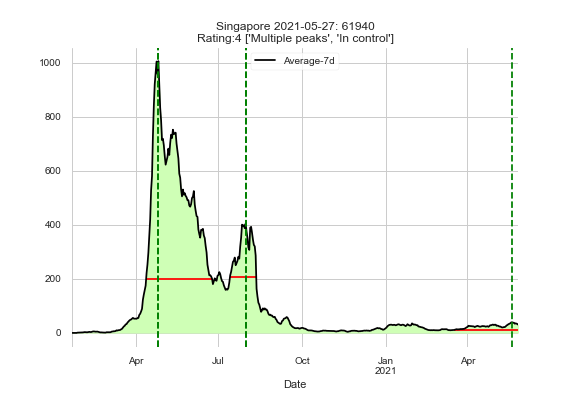 Singapore 2021-05-27: 61940
Rating:4 ['Multiple peaks', 'In control']
Average-7d
1000
800
600
400
200
0
Apr
Jul
Oct
Jan
2021
Apr
Date